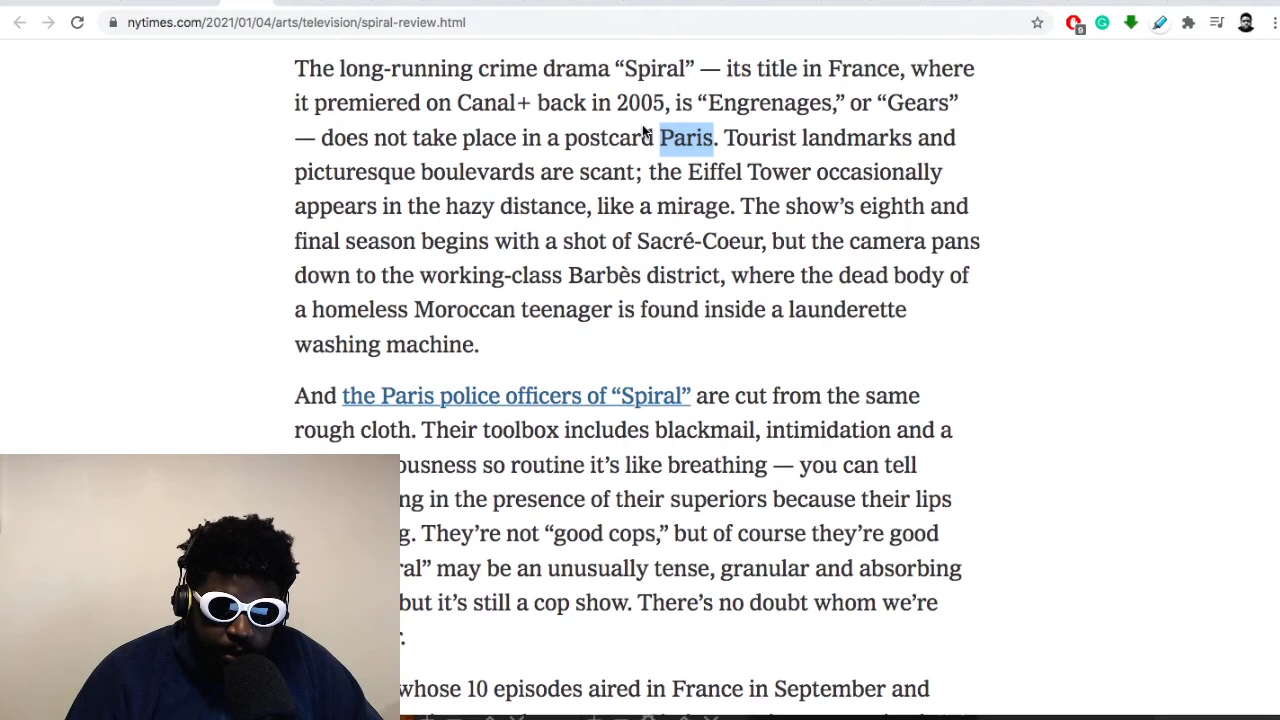 nytimes.com/2021/01/04/arts/television/spiral-review.html
9
The long-running crime drama “Spiral” — its title in France, where
it premiered on Canal+ back in 2005, is “Engrenages,” or “Gears”
— does not take place in a postcard Paris. Tourist landmarks and
picturesque boulevards are scant; the Eiffel Tower occasionally
appears in the hazy distance, like a mirage. The show’s eighth and
final season begins with a shot of Sacré-Coeur, but the camera pans
down to the working-class Barbès district, where the dead body of
a homeless Moroccan teenager is found inside a launderette
washing machine.
And the Paris police officers of “Spiral” are cut from the same
rough cloth. Their toolbox includes blackmail, intimidation and a
ousness so routine it’s like breathing — you can tell
ng in the presence of their superiors because their lips
g. They’re not “good cops,” but of course they’re good
ral” may be an unusually tense, granular and absorbing
but it’s still a cop show. There’s no doubt whom we’re
:
whose 10 episodes aired in France in September and